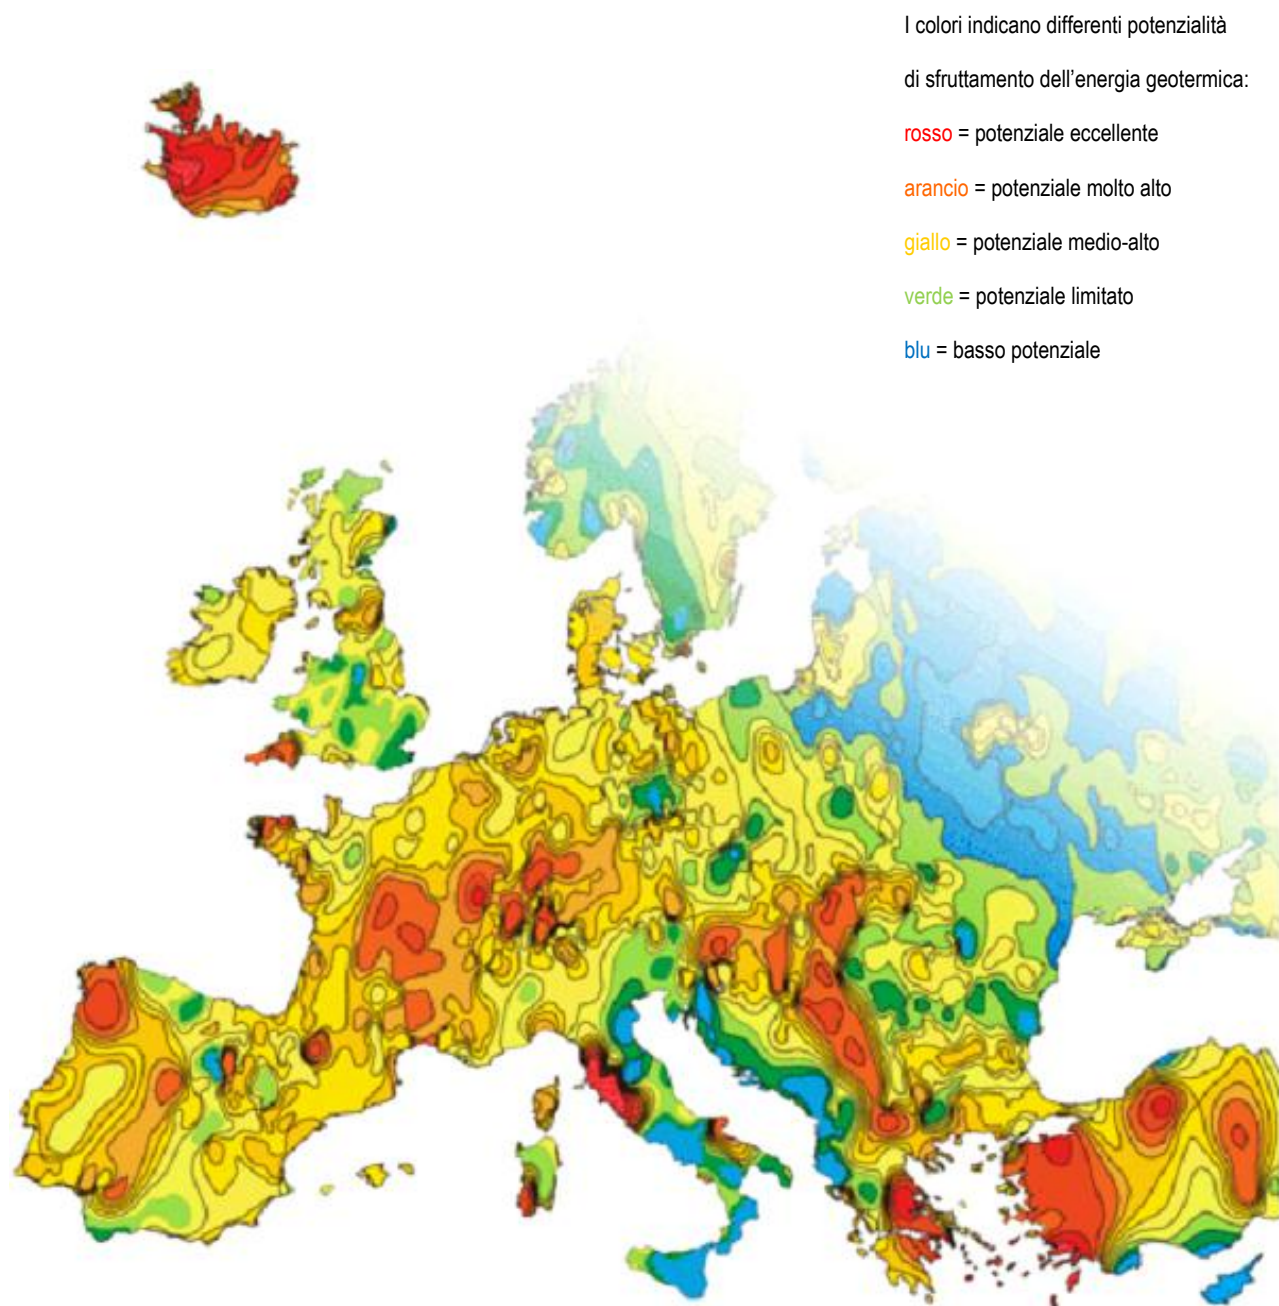 I colori indicano differenti potenzialità
di sfruttamento dell’energia geotermica:
rosso = potenziale eccellente
arancio = potenziale molto alto
giallo = potenziale medio-alto
verde = potenziale limitato
blu = basso potenziale